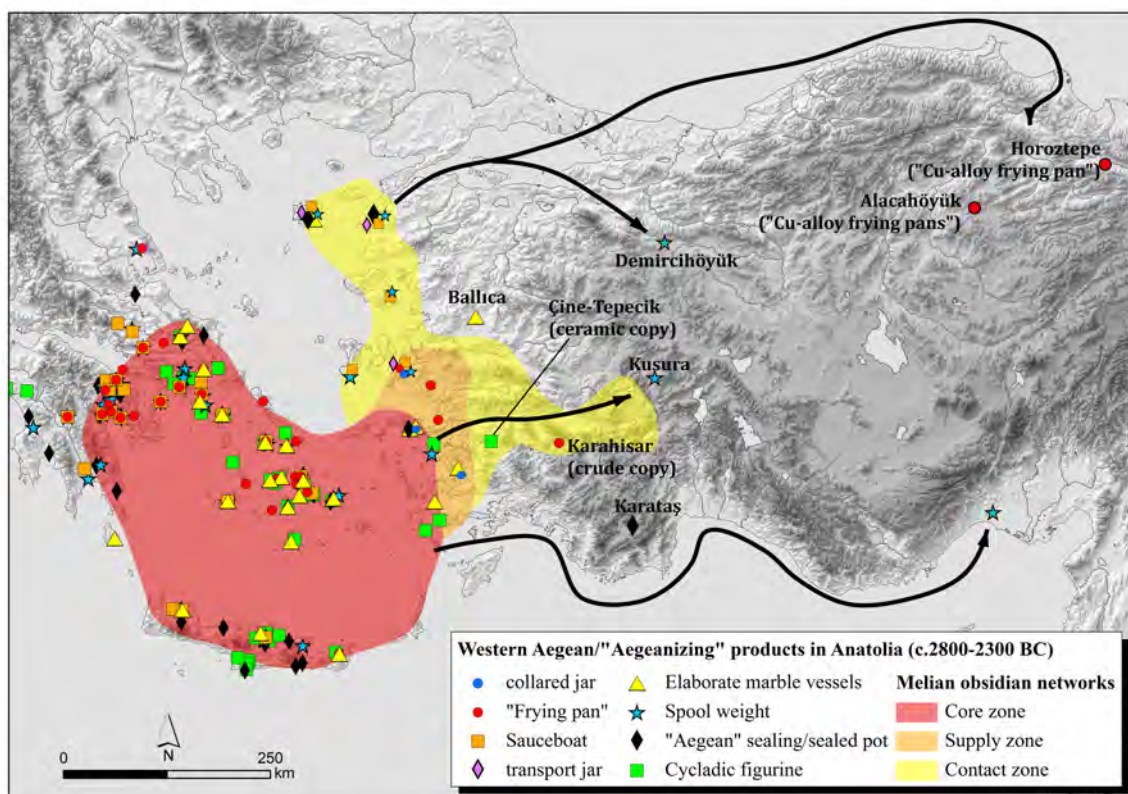 Horoztepe
("Cu-alloy frying pan")
Alacahöyük
("Cu-alloy frying pans")
Demircihöyük
Ballıca
Çine-Tepecik
(ceramic copy)
Kuşura
Karahisar
(crude copy)
Karataş
N
0 250
km
Western Aegean/"Aegeanizing" products in Anatolia (c.2800-2300 BC)
collared jar
"Frying pan"
Sauceboat
transport jar
Elaborate marble vessels
Spool weight
"Aegean" sealing/sealed pot
Cycladic figurine
Melian obsidian networks
Core zone
Supply zone
Contact zone